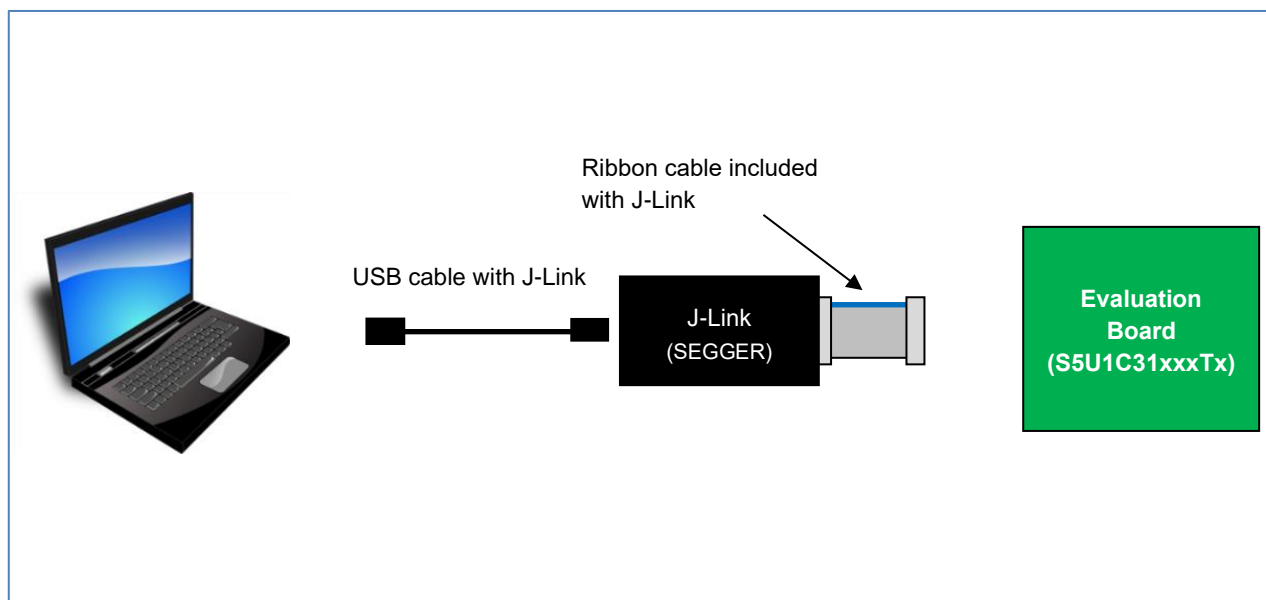 Ribbon cable included
with J-Link
USB cable with J-Link
J-Link
(SEGGER)
Evaluation
Board
(S5U1C31xxxTx)